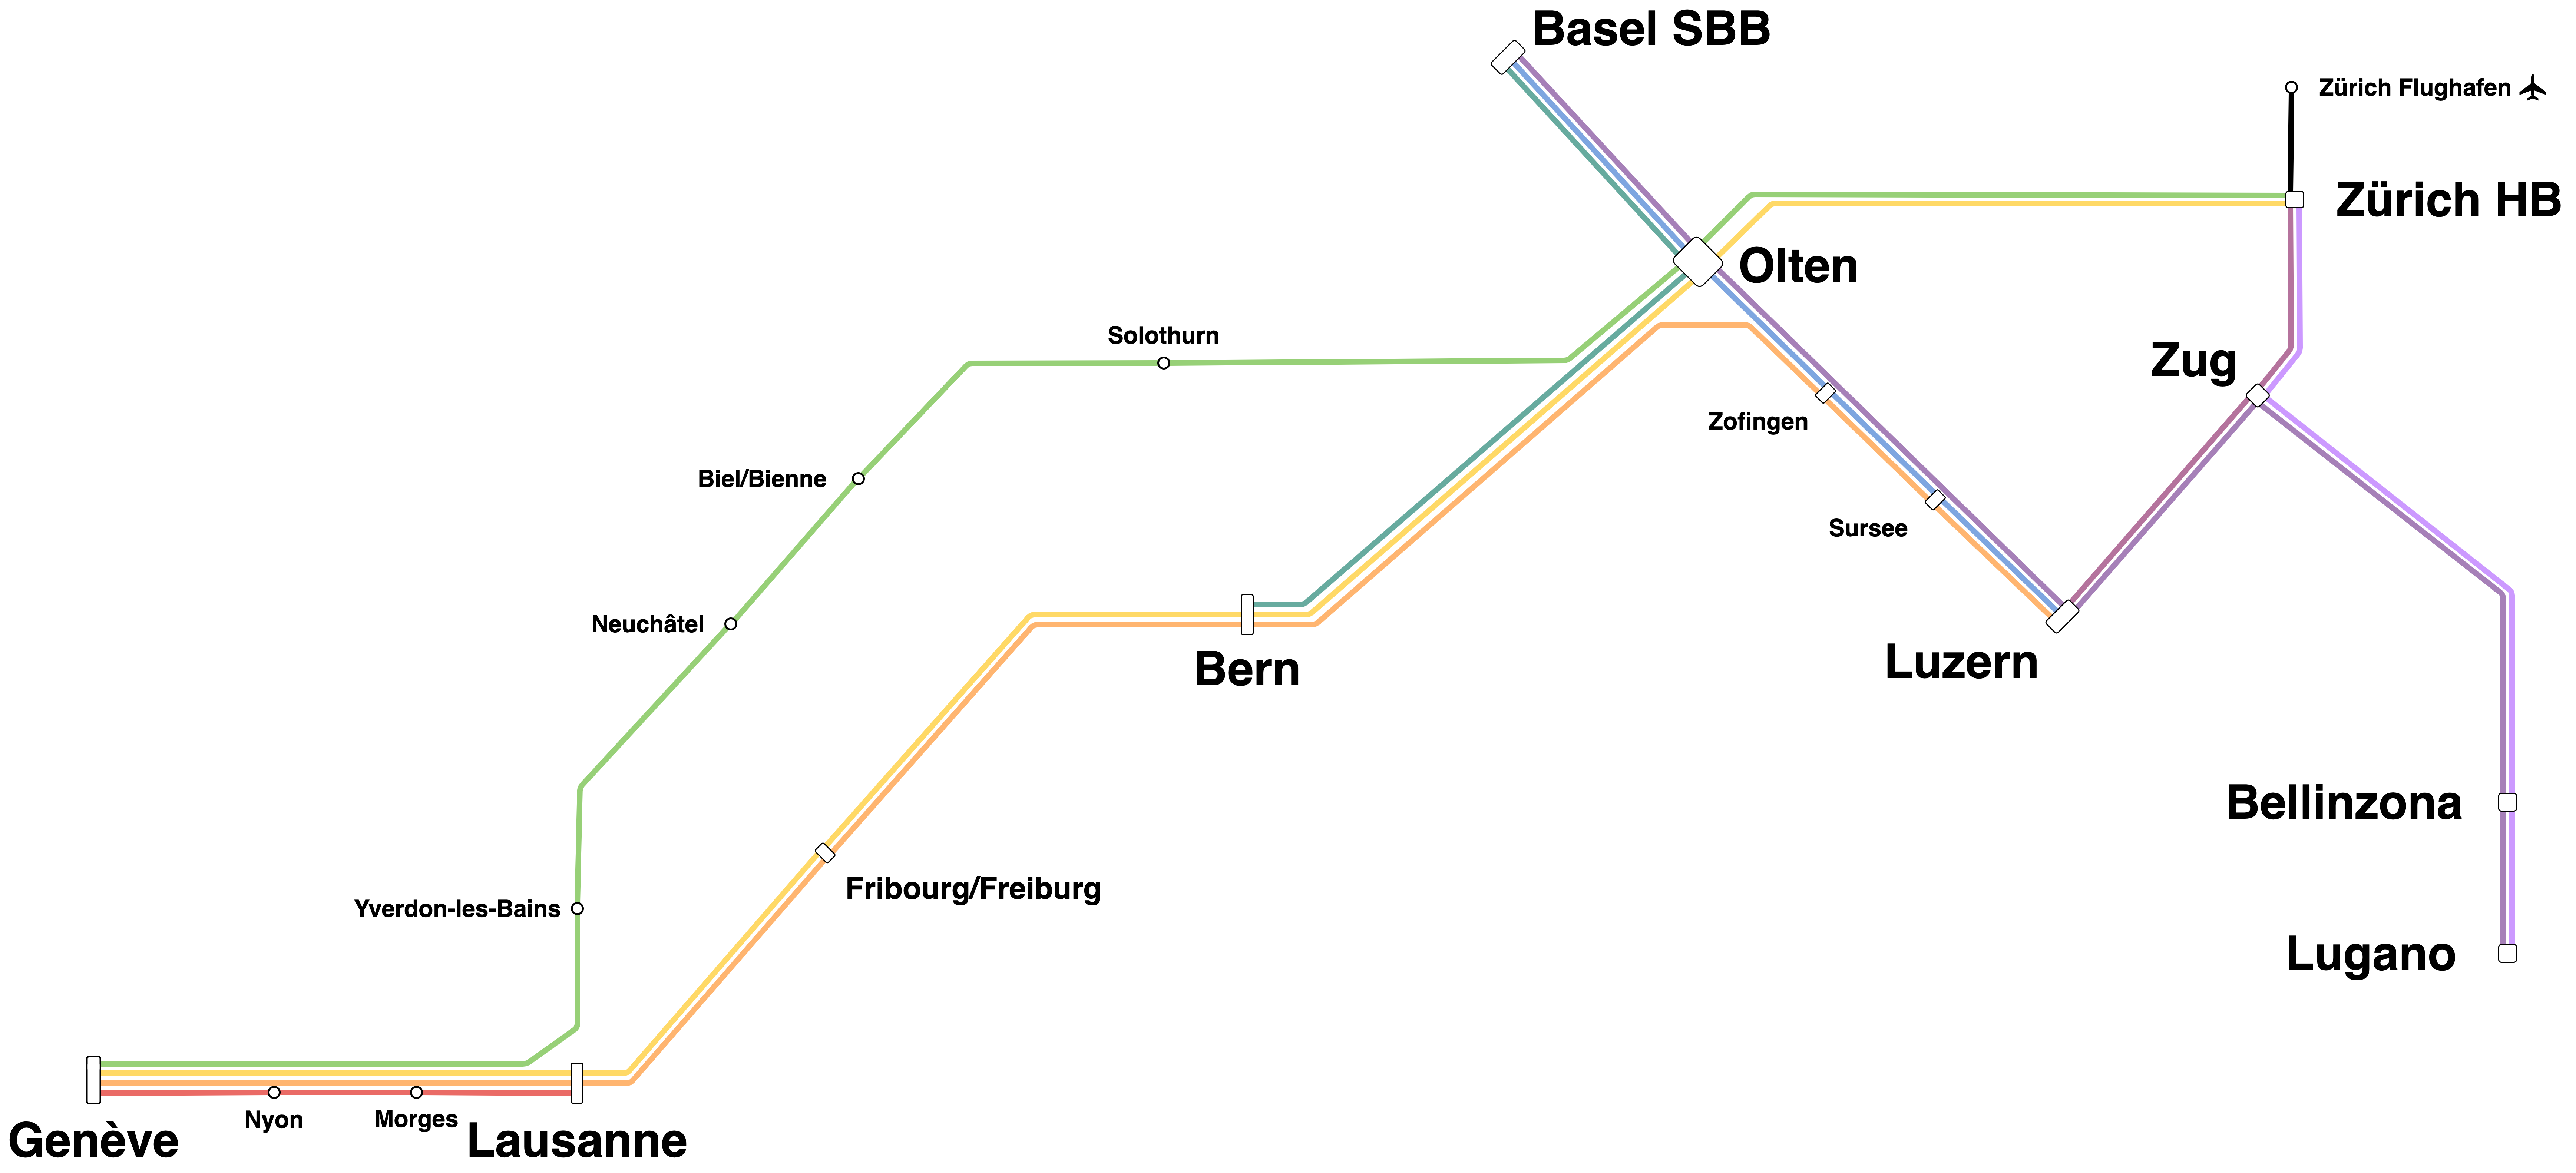 Basel SBB
Zürich Flughafen
Zürich HB
Olten
Solothurn
Zug
Zofingen
Biel/Bienne
Sursee
Neuchâtel
Bern
Luzern
Bellinzona
Fribourg/Freiburg
Yverdon-les-Bains
Lugano
Nyon
Morges
Genève
Lausanne